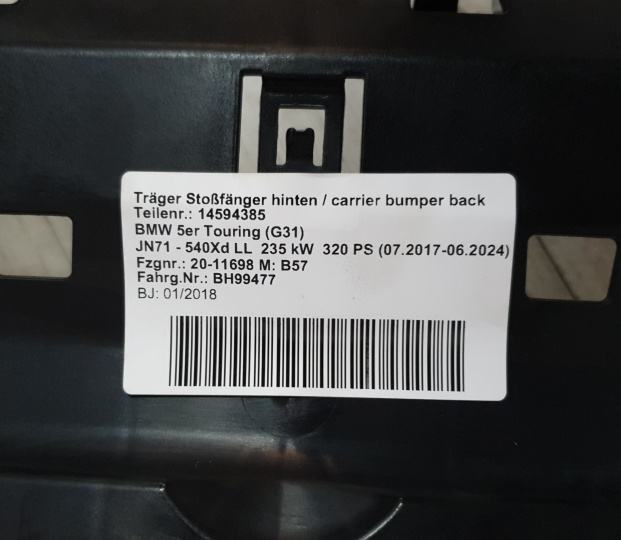 Träger Stoßfänger hinten / carrier bumper back
Teilenr.: 14594385
BMW 5er Touring (G31)
JN71 - 540Xd LL 235 kW 320 PS (07.2017-06.2024)
Fzgnr.: 20-11698 M: B57
Fahrg.Nr.: BH99477
BJ: 01/2018